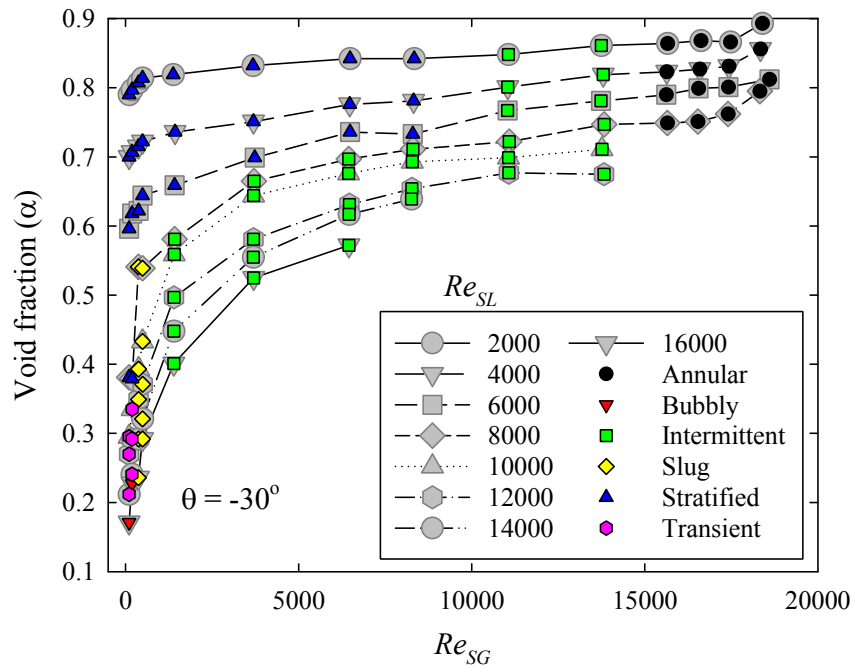 0.9
0.8
0.7
0.6
0.5
0.4
0.3
0.2
0.1
Void fraction (α)
0 5000 10000 15000 20000
Re_SG
θ = -30°
Re_SL
2000 16000
4000 Annular
6000 Bubbly
8000 Intermittent
10000 Slug
12000 Stratified
14000 Transient